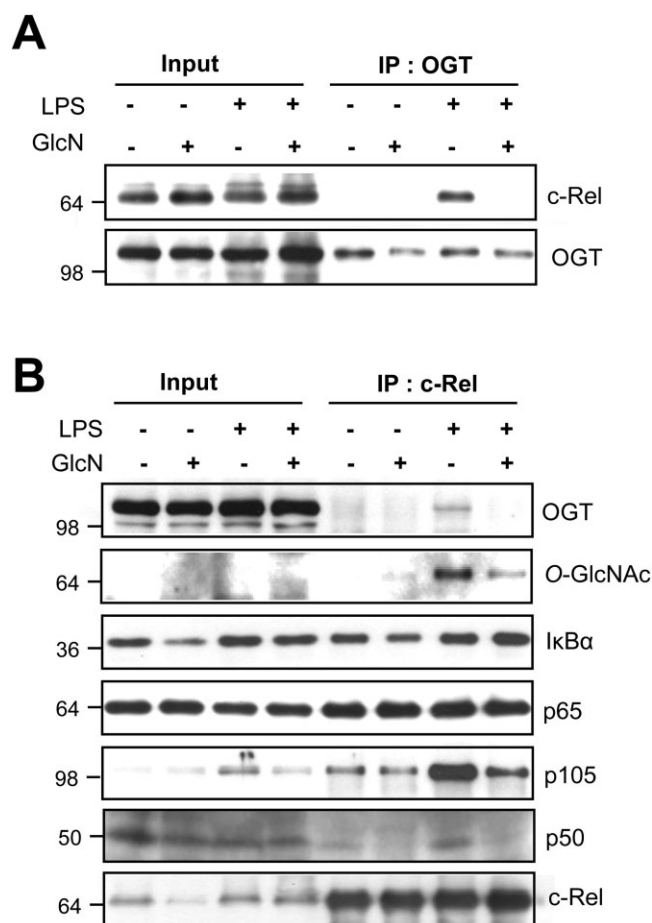 A
Input IP : OGT
LPS - - + + - - + +
GlcN - + - + - + - +
64 c-Rel
98 OGT
B
Input IP : c-Rel
LPS - - + + - - + +
GlcN - + - + - + - +
98 OGT
64 O-GlcNAc
36 IκBα
64 p65
98 p105
50 p50
64 c-Rel